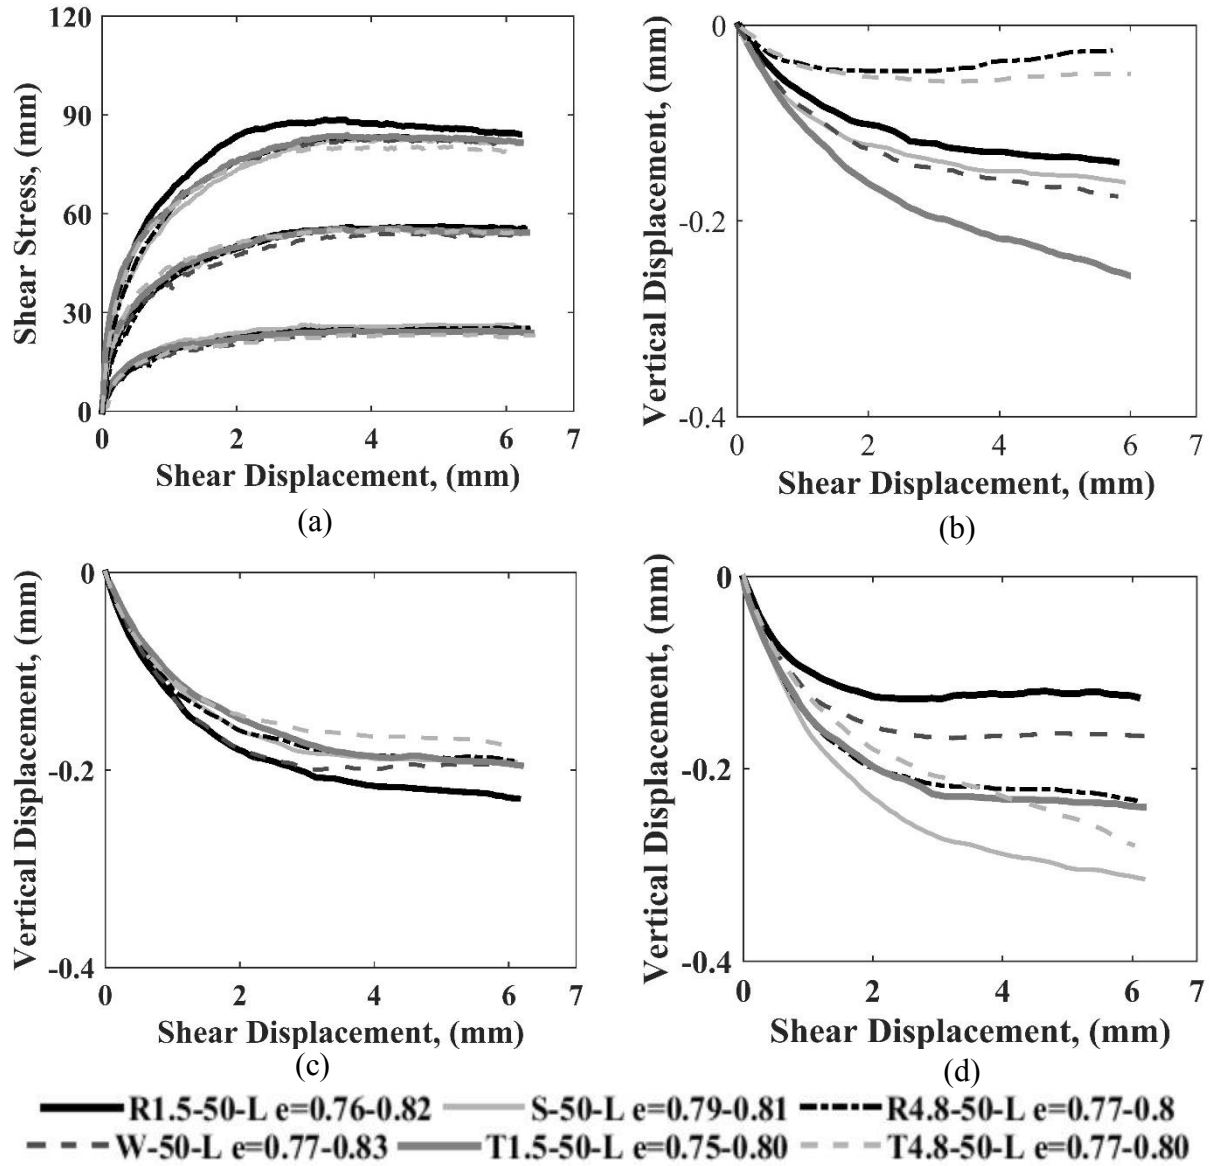 120
90
60
30
0
Shear Stress, (mm)
0 2 4 6 7
Shear Displacement, (mm)
(a)
0
-0.2
-0.4
Vertical Displacement, (mm)
0 2 4 6 7
Shear Displacement, (mm)
(b)
0
-0.2
-0.4
Vertical Displacement, (mm)
0 2 4 6 7
Shear Displacement, (mm)
(c)
0
-0.2
-0.4
Vertical Displacement, (mm)
0 2 4 6 7
Shear Displacement, (mm)
(d)
R1.5-50-L e=0.76-0.82 S-50-L e=0.79-0.81 R4.8-50-L e=0.77-0.8
W-50-L e=0.77-0.83 T1.5-50-L e=0.75-0.80 T4.8-50-L e=0.77-0.80